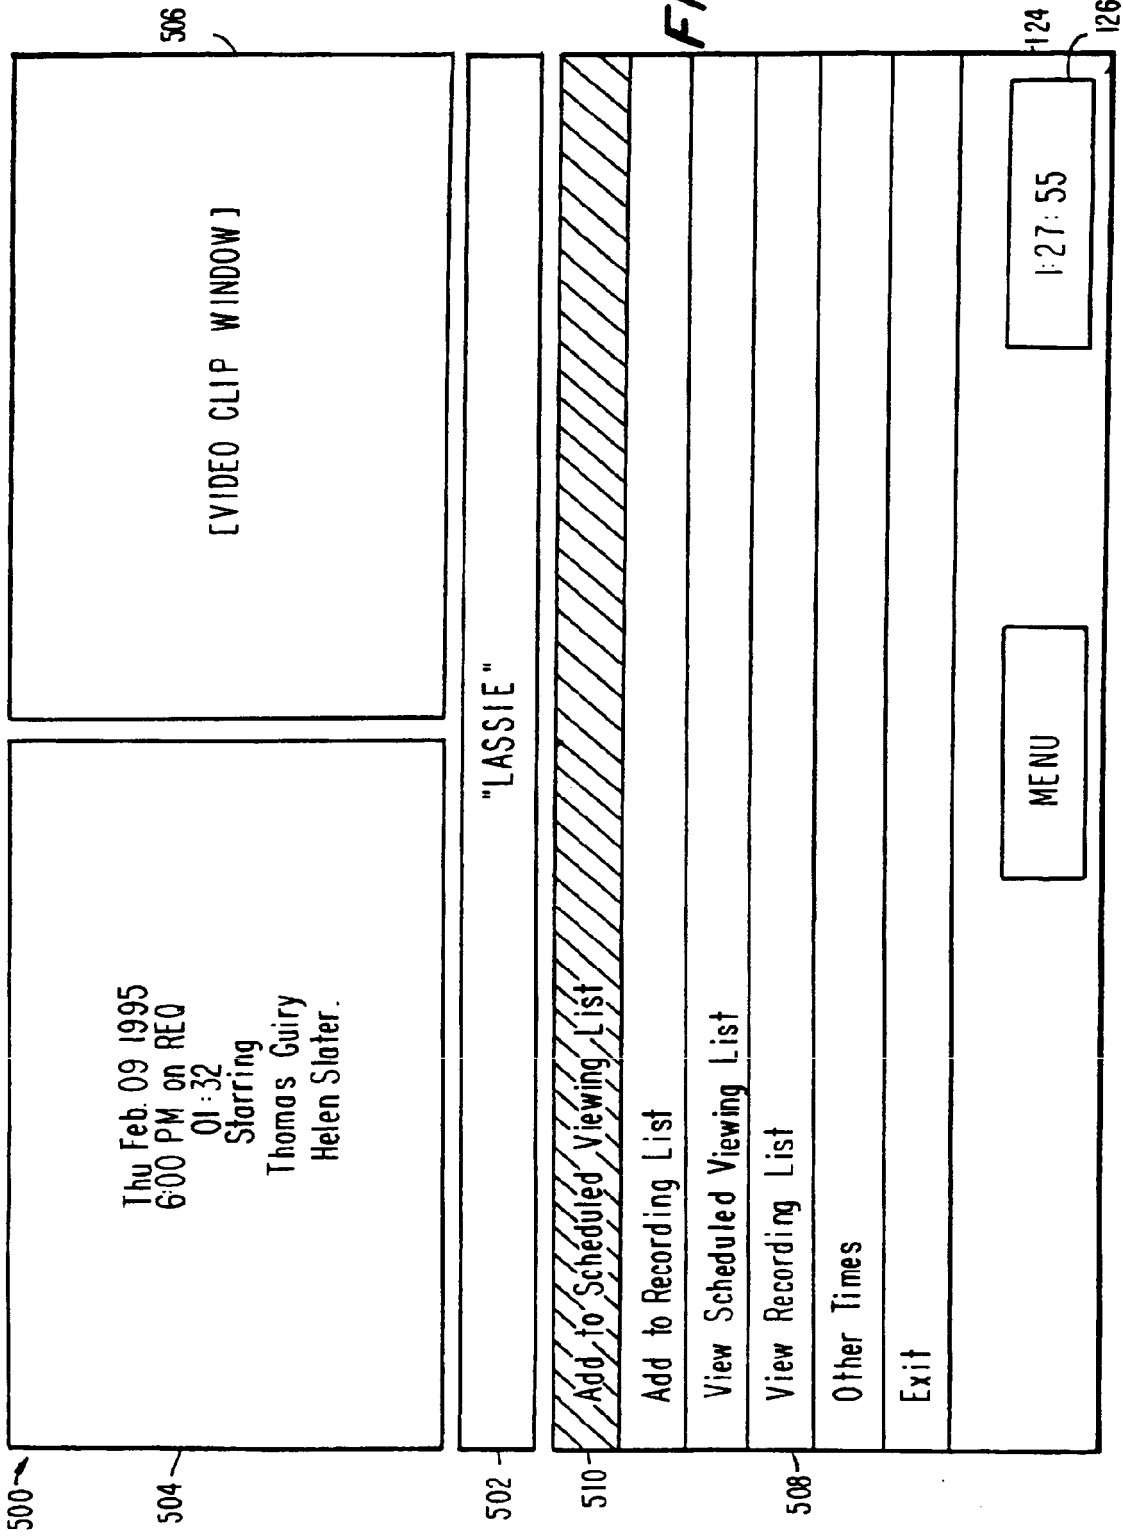 500
504
Thu Feb. 09 1995
6:00 PM on REQ
01:32
Starring
Thomas Guiry
Helen Slater.
[VIDEO CLIP WINDOW]
506
502
"LASSIE"
510
Add to Scheduled Viewing List
Add to Recording List
View Scheduled Viewing List
508
View Recording List
Other Times
Exit
MENU
1:27:55
124
126